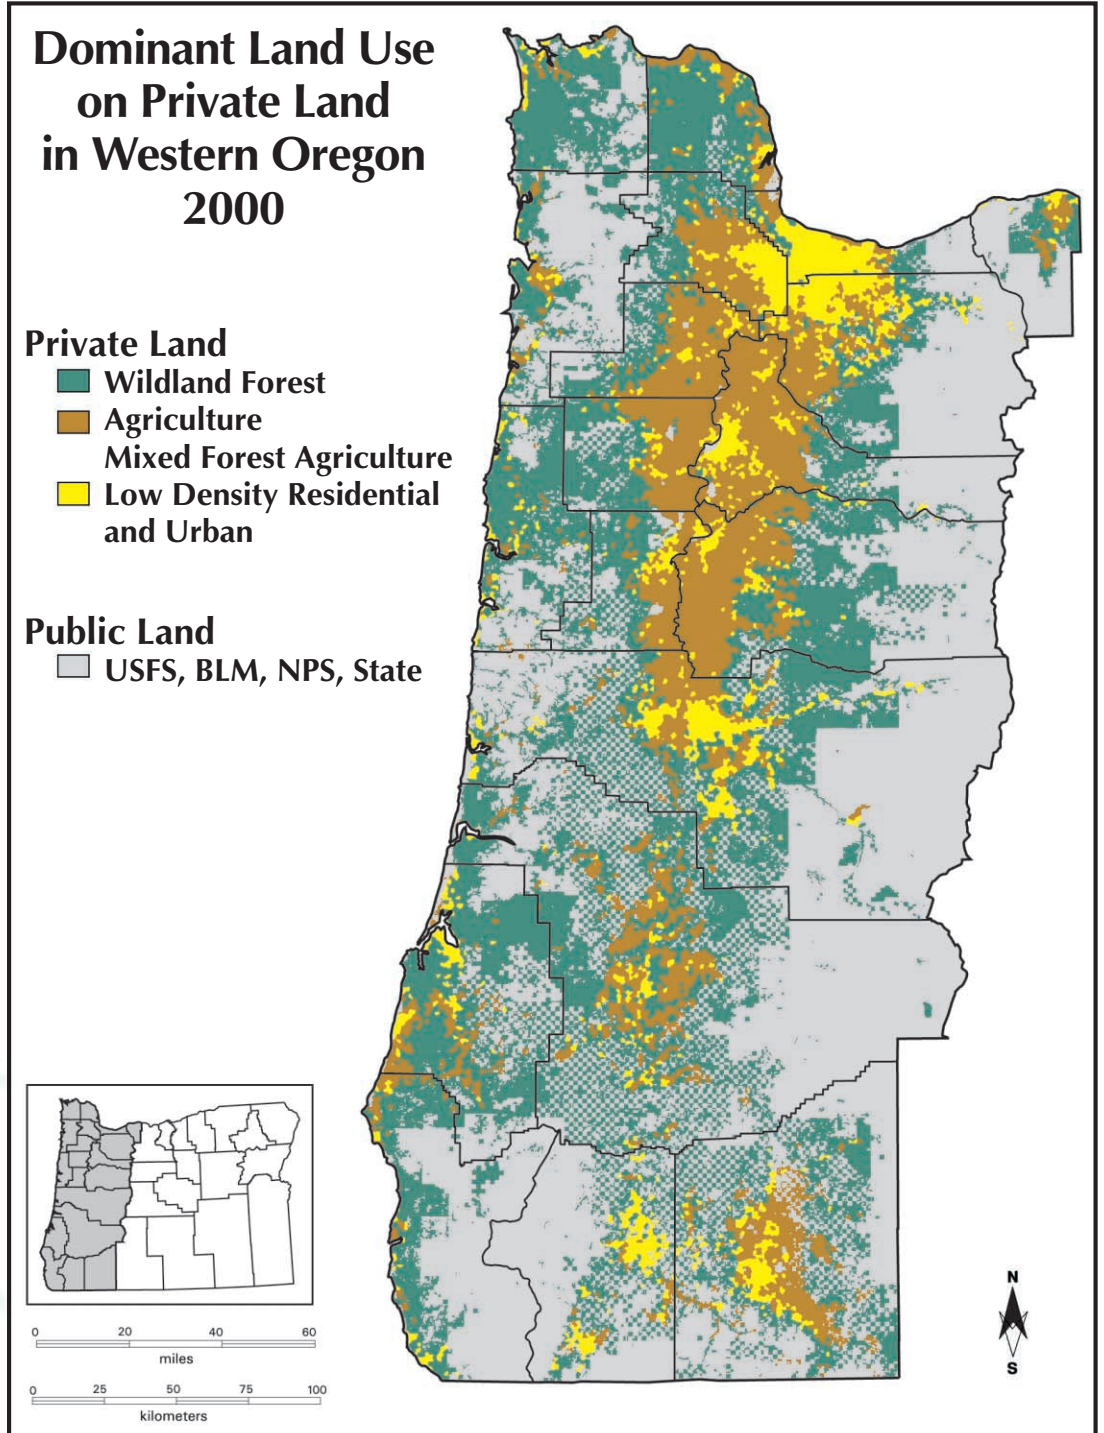 Dominant Land Use
on Private Land
in Western Oregon
2000
Private Land
Wildland Forest
Agriculture
Mixed Forest Agriculture
Low Density Residential
and Urban
Public Land
USFS, BLM, NPS, State
0 20 40 60
miles
0 25 50 75 100
kilometers
N
S